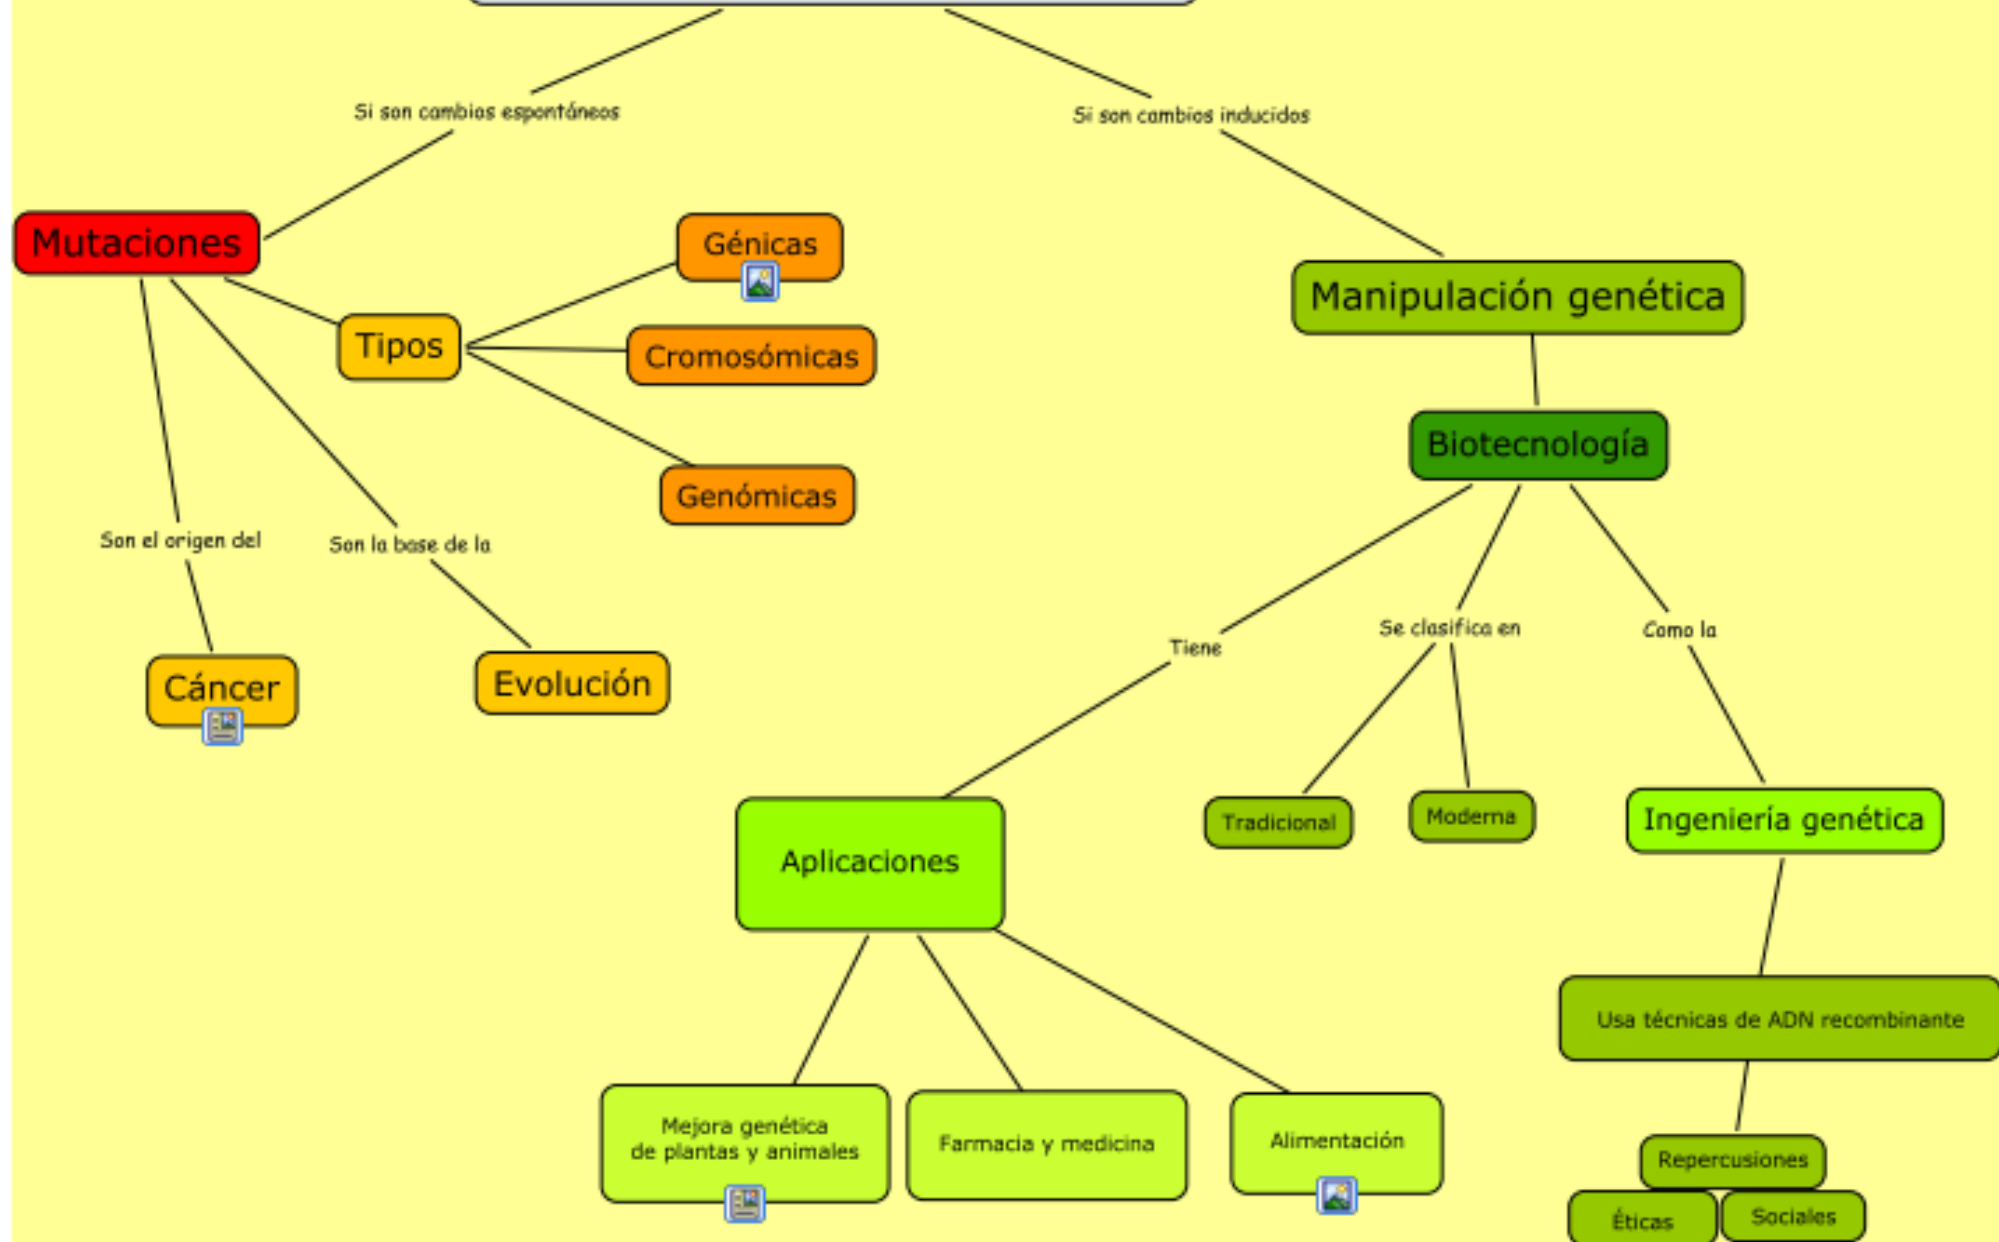 Si son cambios espontáneos
Si son cambios inducidos
Mutaciones
Génicas
Manipulación genética
Tipos
Cromosómicas
Biotecnología
Genómicas
Son el origen del
Son la base de la
Se clasifica en
Como la
Tiene
Cáncer
Evolución
Tradicional
Moderna
Ingeniería genética
Aplicaciones
Usa técnicas de ADN recombinante
Mejora genética
de plantas y animales
Farmacia y medicina
Alimentación
Repercusiones
Éticas
Sociales